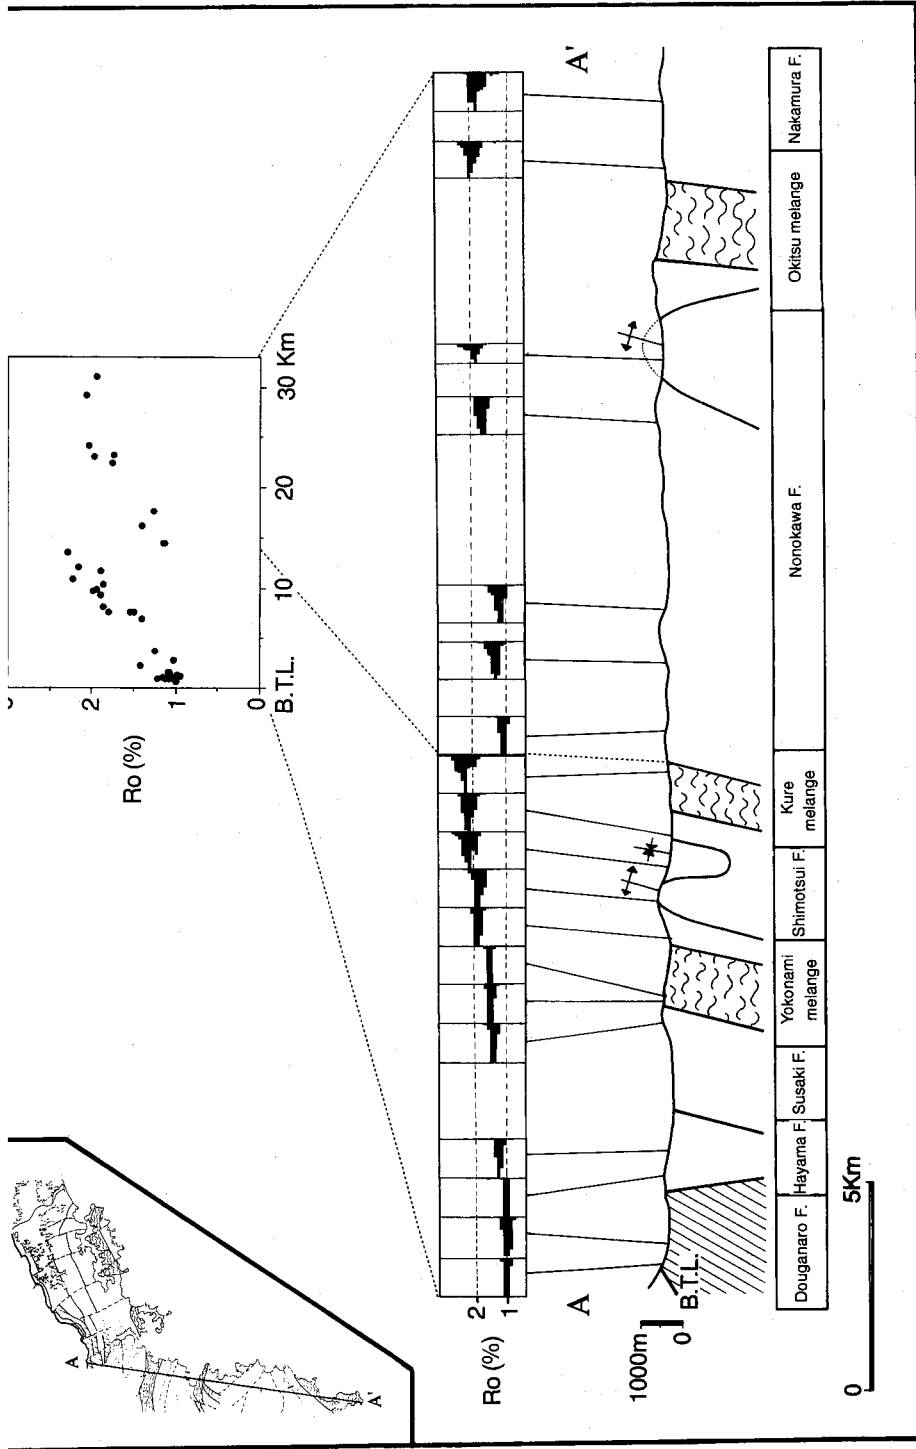 A
A'
Ro (%)
2
1
0
B.T.L.
10
20
30 Km
Ro (%)
2
1
A
A'
1000m
0
B.T.L.
Douganaro F.
Hayama F.
Susaki F.
Yokonami
melange
Shimotsui F.
Kure
melange
Nonokawa F.
Okitsu melange
Nakamura F.
0
5Km